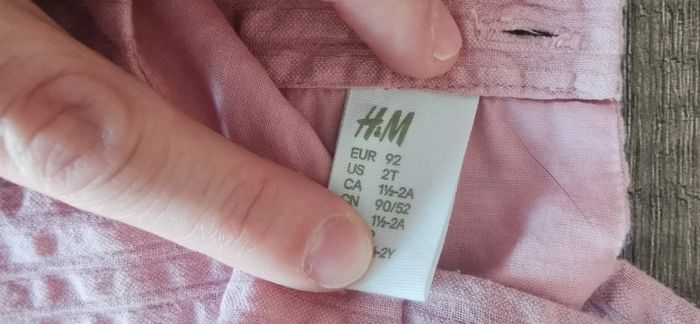 H&M
EUR 92
US 2T
CA 1½-2A
CN 90/52
1½-2A
-2Y